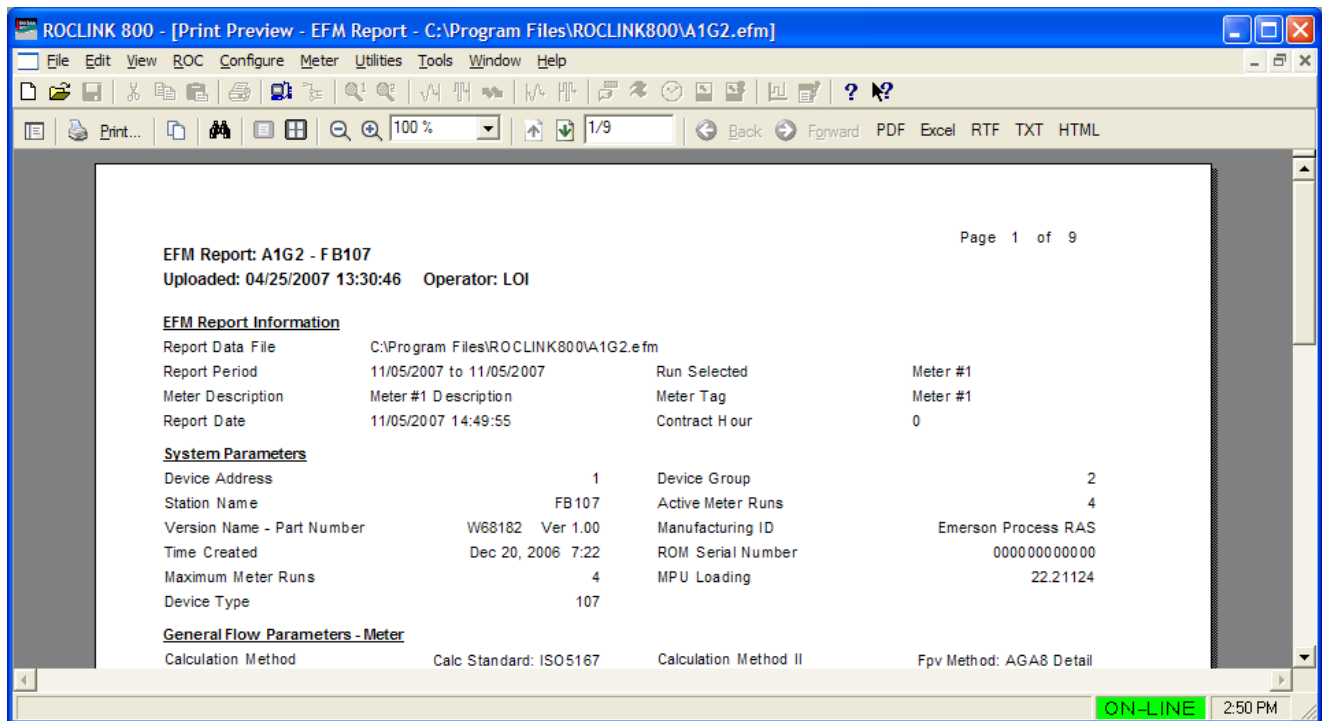 ROCLINK 800 - [Print Preview - EFM Report - C:\Program Files\ROCLINK800\A1G2.efm]
File Edit View ROC Configure Meter Utilities Tools Window Help
Print... 100 % 1/9 Back Forward PDF Excel RTF TXT HTML
Page 1 of 9
EFM Report: A1G2 - FB107
Uploaded: 04/25/2007 13:30:46 Operator: LOI
EFM Report Information
Report Data File C:\Program Files\ROCLINK800\A1G2.efm
Report Period 11/05/2007 to 11/05/2007 Run Selected Meter #1
Meter Description Meter #1 Description Meter Tag Meter #1
Report Date 11/05/2007 14:49:55 Contract Hour 0
System Parameters
Device Address 1 Device Group 2
Station Name FB107 Active Meter Runs 4
Version Name - Part Number W68182 Ver 1.00 Manufacturing ID Emerson Process RAS
Time Created Dec 20, 2006 7:22 ROM Serial Number 000000000000
Maximum Meter Runs 4 MPU Loading 22.21124
Device Type 107
General Flow Parameters - Meter
Calculation Method Calc Standard: ISO5167 Calculation Method II Fpv Method: AGA8 Detail
ON-LINE 2:50 PM